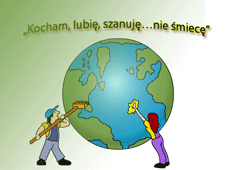 „Kocham, lubię, szanuję...nie śmiecę"